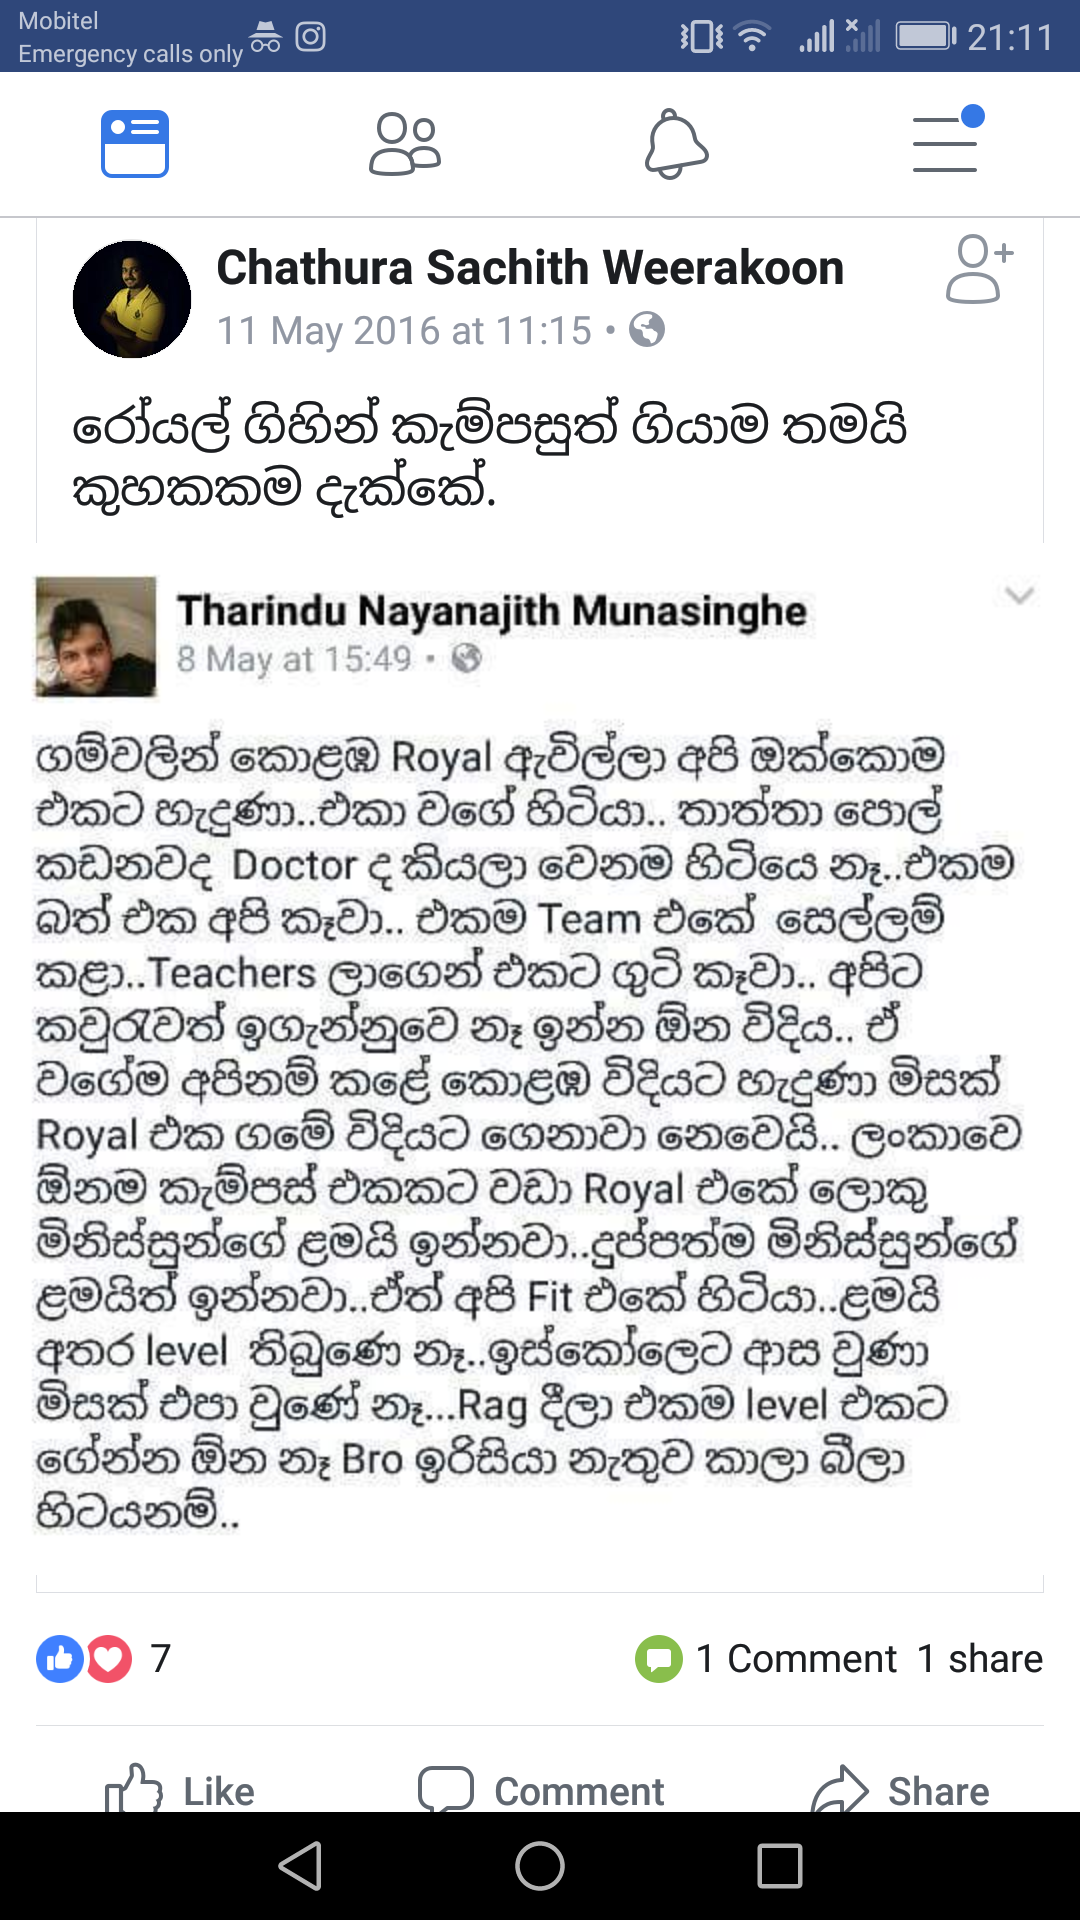 Mobitel
Emergency calls only
21:11
Chathura Sachith Weerakoon
11 May 2016 at 11:15 •
රෝයල් ගිහින් කැම්පසුත් ගියාම තමයි
කුහකකම දැක්කේ.
Tharindu Nayanajith Munasinghe
8 May at 15:49 •
ගම්වලින් කොළඹ Royal ඇවිල්ලා අපි ඔක්කොම
එකට හැදුණා..එකා වගේ හිටියා.. තාත්තා පොල්
කඩනවද Doctor ද කියලා වෙනම හිටියෙ නෑ..එකම
බත් එක අපි කෑවා.. එකම Team එකේ සෙල්ලම්
කළා..Teachers ලාගෙන් එකට ගුටි කෑවා.. අපිට
කවුරැවත් ඉගැන්නුවෙ නෑ ඉන්න ඕන විදිය.. ඒ
වගේම අපිනම් කළේ කොළඹ විදියට හැදුණා මිසක්
Royal එක ගමේ විදියට ගෙනාවා නෙවෙයි.. ලංකාවෙ
ඕනම කැම්පස් එකකට වඩා Royal එකේ ලොකු
මිනිස්සුන්ගේ ළමයි ඉන්නවා..දුප්පත්ම මිනිස්සුන්ගේ
ළමයිත් ඉන්නවා..ඒත් අපි Fit එකේ හිටියා..ළමයි
අතර level තිබුණෙ නෑ..ඉස්කෝලෙට ආස වුණා
මිසක් එපා වුණේ නෑ...Rag දීලා එකම level එකට
ගේන්න ඕන නෑ Bro ඉරිසියා නැතුව කාලා බීලා
හිටයනම්..
7
1 Comment 1 share
Like
Comment
Share